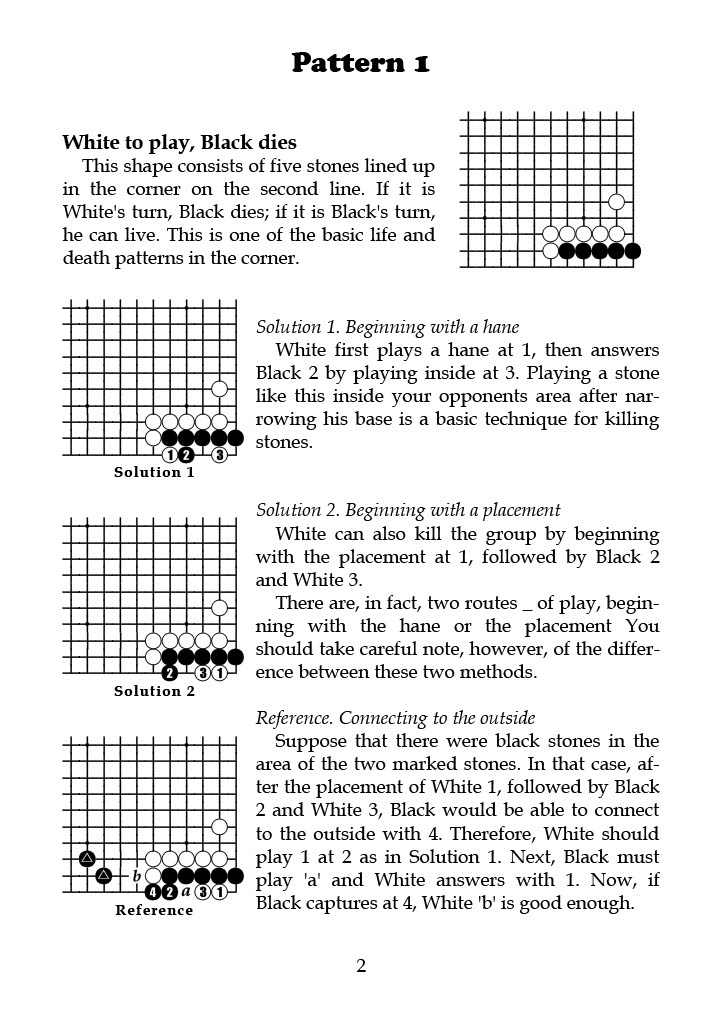 Pattern 1
White to play, Black dies
This shape consists of five stones lined up
in the corner on the second line. If it is
White's turn, Black dies; if it is Black's turn,
he can live. This is one of the basic life and
death patterns in the corner.
Solution 1. Beginning with a hane
White first plays a hane at 1, then answers
Black 2 by playing inside at 3. Playing a stone
like this inside your opponents area after nar-
rowing his base is a basic technique for killing
stones.
1 2 3
Solution 1
Solution 2. Beginning with a placement
White can also kill the group by beginning
with the placement at 1, followed by Black 2
and White 3.
There are, in fact, two routes _ of play, begin-
ning with the hane or the placement You
should take careful note, however, of the differ-
ence between these two methods.
2 3 1
Solution 2
Reference. Connecting to the outside
Suppose that there were black stones in the
area of the two marked stones. In that case, af-
ter the placement of White 1, followed by Black
2 and White 3, Black would be able to connect
to the outside with 4. Therefore, White should
play 1 at 2 as in Solution 1. Next, Black must
play 'a' and White answers with 1. Now, if
Black captures at 4, White 'b' is good enough.
b
4 2 a 3 1
Reference
2